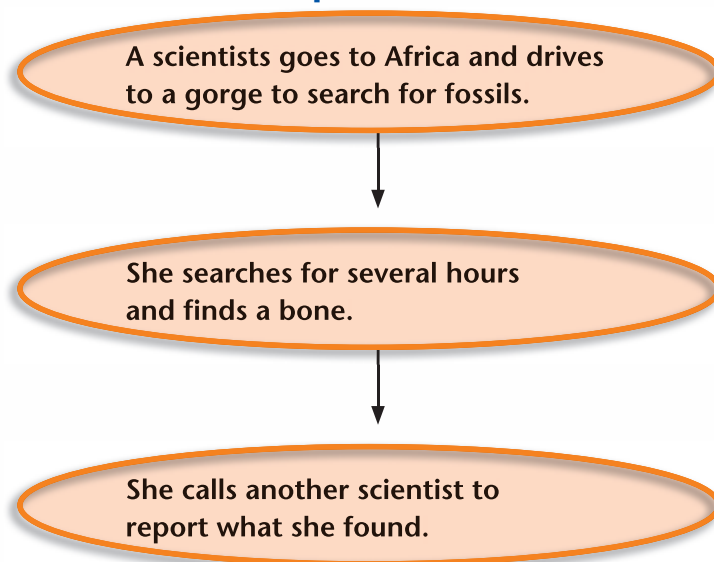 A scientists goes to Africa and drives
to a gorge to search for fossils.
She searches for several hours
and finds a bone.
She calls another scientist to
report what she found.